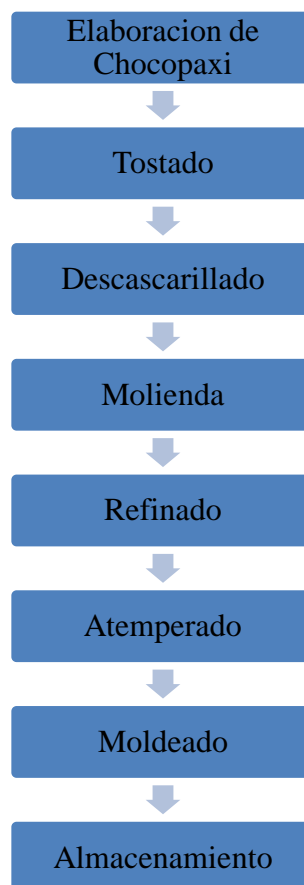 Elaboracion de
Chocopaxi
Tostado
Descascarillado
Molienda
Refinado
Atemperado
Moldeado
Almacenamiento